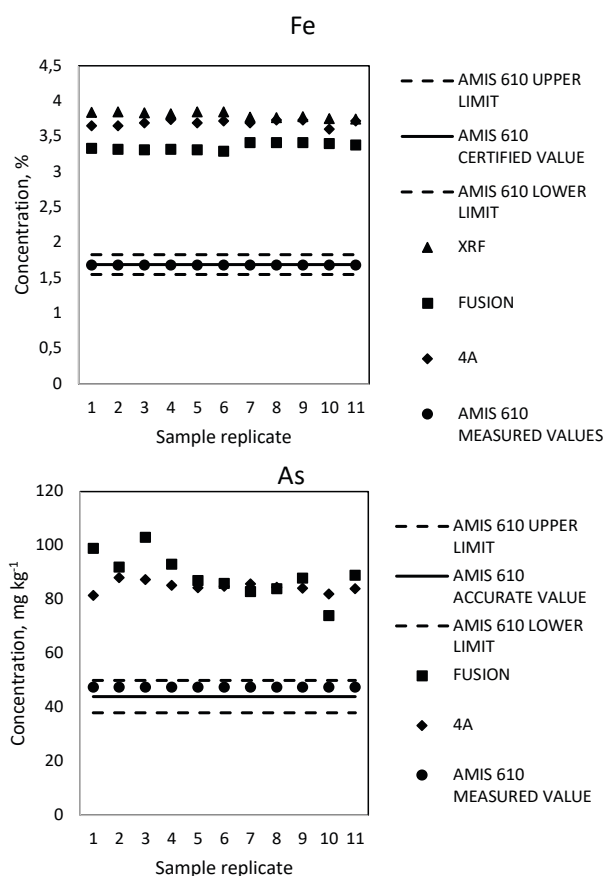 Fe
4,5
4
3,5
3
2,5
2
1,5
1
0,5
0
Concentration, %
1 2 3 4 5 6 7 8 9 10 11
Sample replicate
AMIS 610 UPPER
LIMIT
AMIS 610
CERTIFIED VALUE
AMIS 610 LOWER
LIMIT
XRF
FUSION
4A
AMIS 610
MEASURED VALUES
As
120
100
80
60
40
20
0
Concentration, mg kg⁻¹
1 2 3 4 5 6 7 8 9 10 11
Sample replicate
AMIS 610 UPPER
LIMIT
AMIS 610
ACCURATE VALUE
AMIS 610 LOWER
LIMIT
FUSION
4A
AMIS 610
MEASURED VALUE